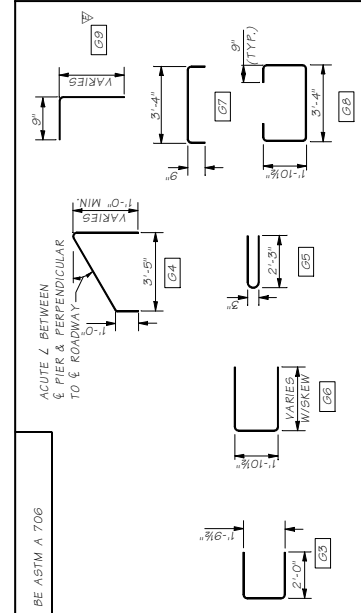 BE ASTM A 706
ACUTE ∠ BETWEEN
℄ PIER & PERPENDICULAR
TO ℄ ROADWAY
1'-0"
VARIES
1'-0" MIN.
3'-5"
G4
9"
VARIES
G9
E
9"
3'-4"
G7
9"
(TYP.)
1'-10½"
3'-4"
G8
3"
2'-3"
G5
1'-10½"
VARIES
W/SKEW
G6
1'-9½"
2'-0"
G3